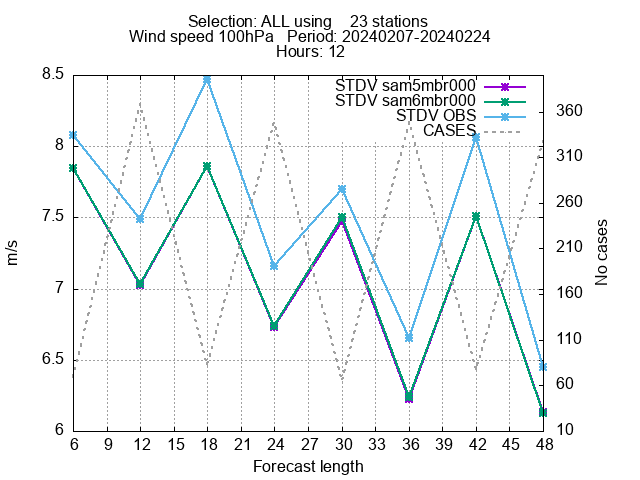 Selection: ALL using 23 stations
Wind speed 100hPa Period: 20240207-20240224
Hours: 12
STDV sam5mbr000
STDV sam6mbr000
STDV OBS
CASES
8.5
8
7.5
7
6.5
6
m/s
360
310
260
210
160
110
60
10
No cases
6 9 12 15 18 21 24 27 30 33 36 39 42 45 48
Forecast length